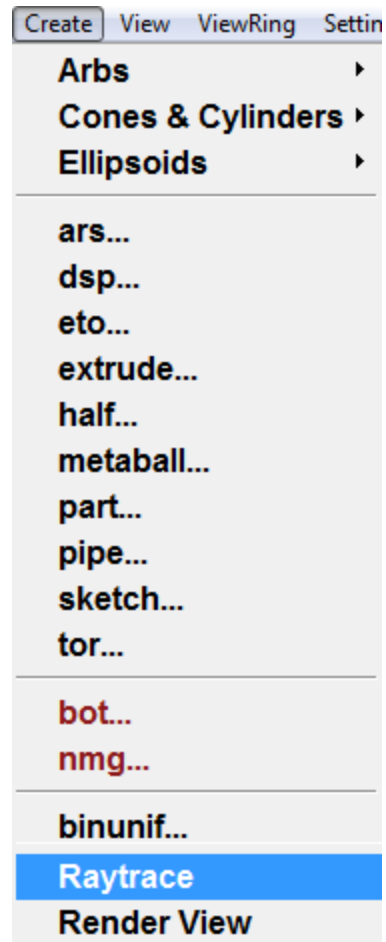 Create View ViewRing Settin
Arbs
Cones & Cylinders
Ellipsoids
ars...
dsp...
eto...
extrude...
half...
metaball...
part...
pipe...
sketch...
tor...
bot...
nmg...
binunif...
Raytrace
Render View